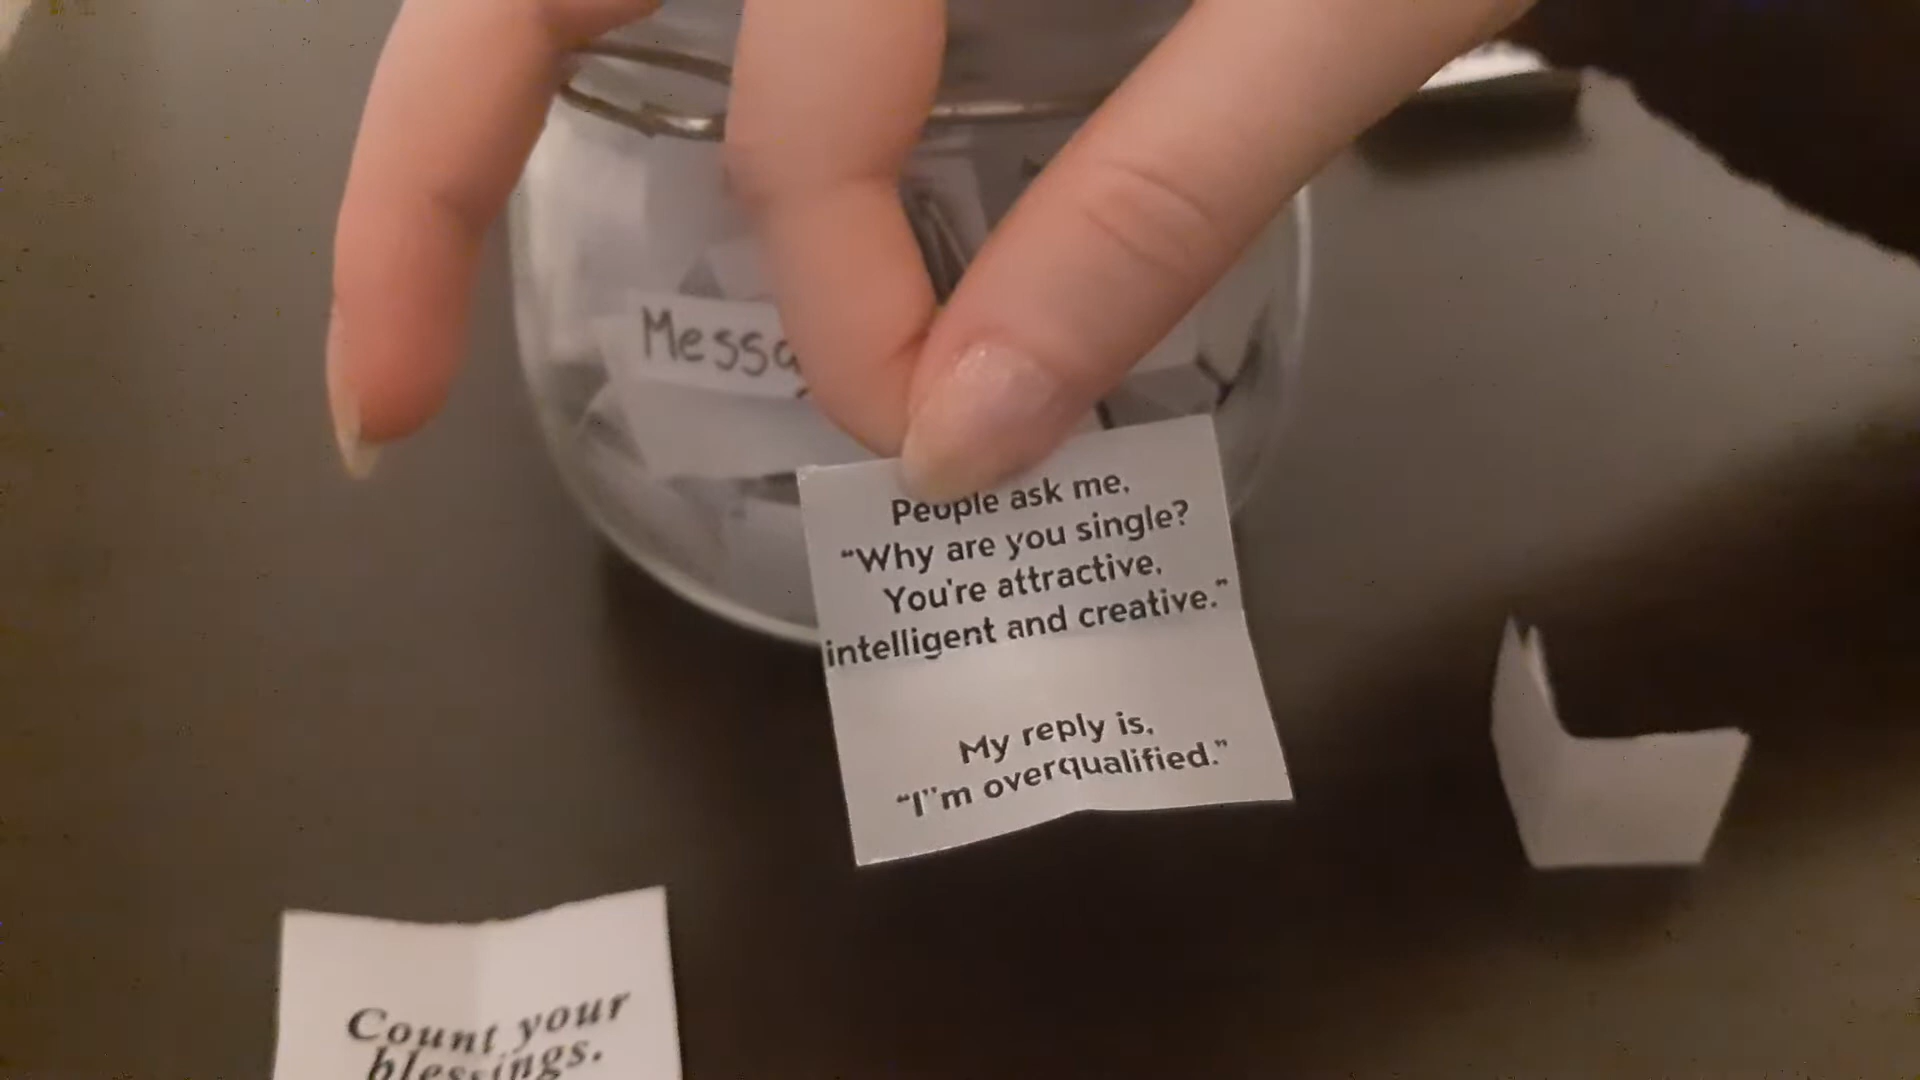 Messa
People ask me,
“Why are you single?
You're attractive,
intelligent and creative.”
My reply is,
“I''m overqualified.”
Count your
blessings.